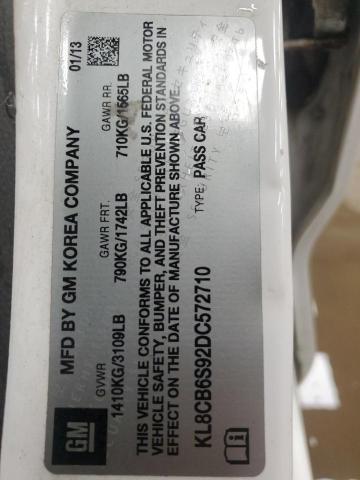 GM
MFD BY GM KOREA COMPANY 01/13
GVWR GAWR FRT. GAWR RR.
1410KG/3109LB 790KG/1742LB 710KG/1565LB
THIS VEHICLE CONFORMS TO ALL APPLICABLE U.S. FEDERAL MOTOR
VEHICLE SAFETY, BUMPER, AND THEFT PREVENTION STANDARDS IN
EFFECT ON THE DATE OF MANUFACTURE SHOWN ABOVE.
KL8CB6S92DC572710 TYPE: PASS CAR